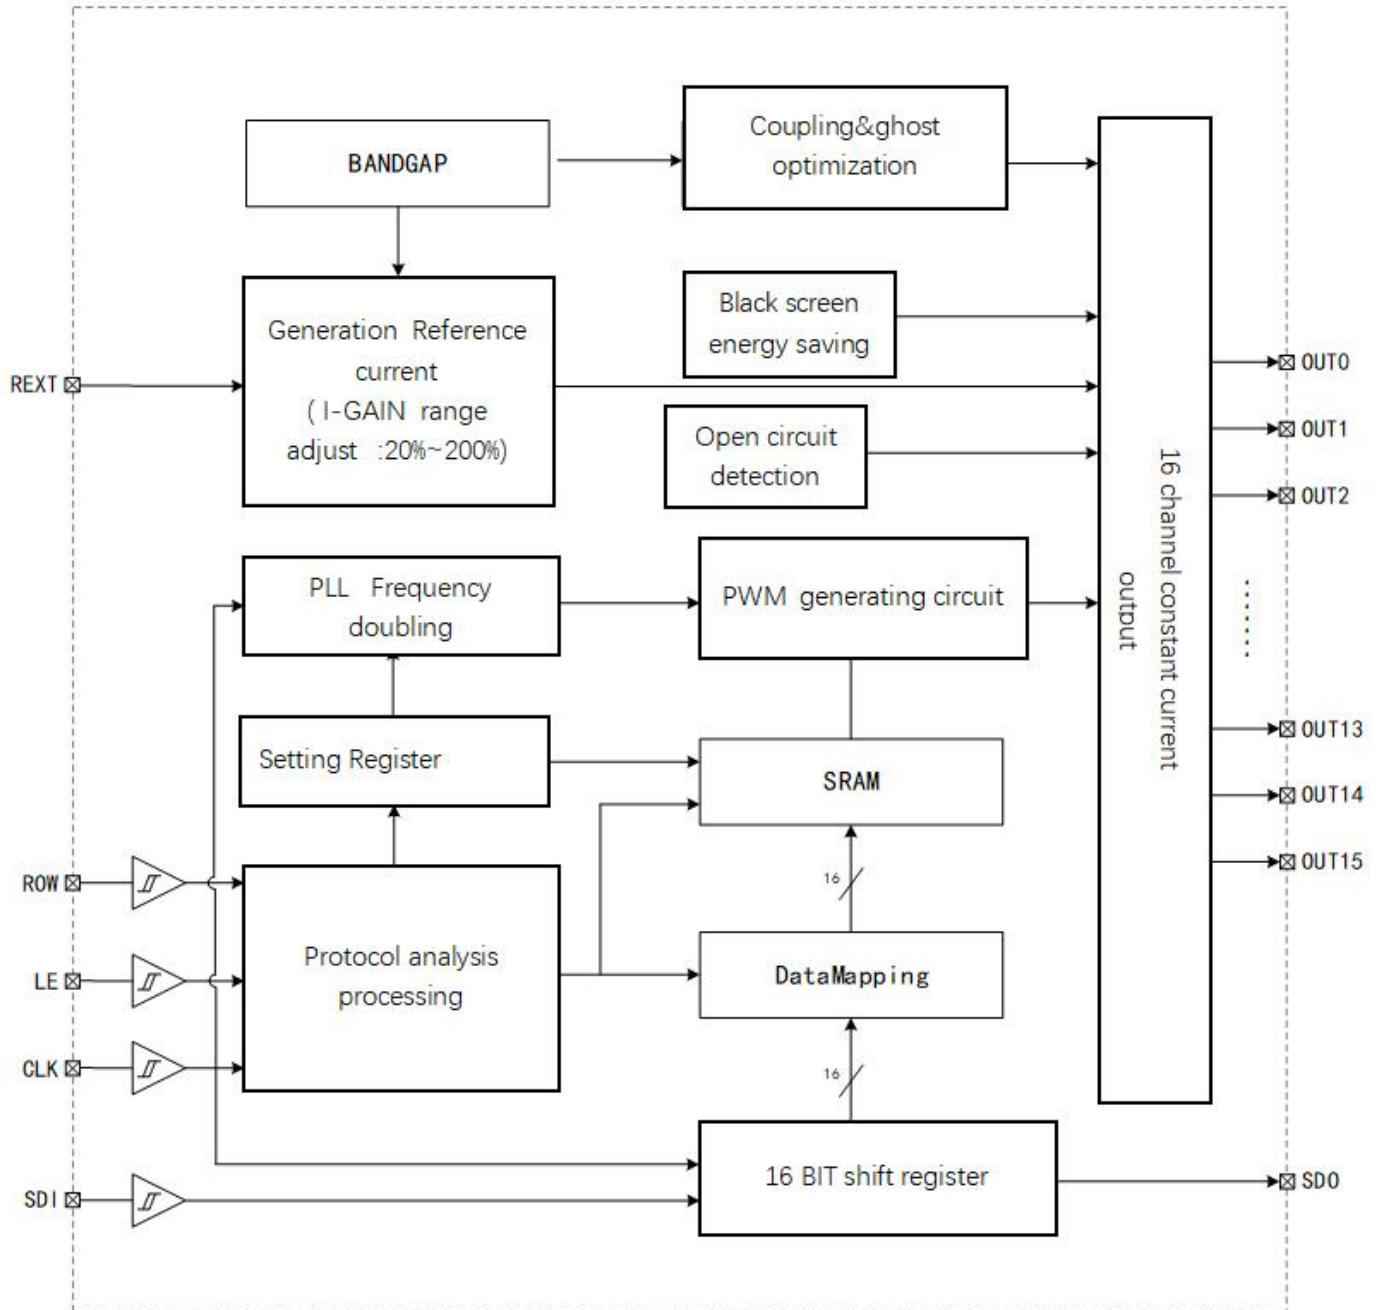 Coupling&ghost
optimization
BANDGAP
Black screen
energy saving
Generation Reference
current
( I-GAIN range
adjust :20%~200%)
REXT
OUT0
Open circuit
detection
OUT1
OUT2
16 channel constant current
output
PLL Frequency
doubling
PWM generating circuit
.......
Setting Register
SRAM
OUT13
OUT14
OUT15
ROW
16
Protocol analysis
processing
LE
DataMapping
CLK
16
16 BIT shift register
SDI
SDO